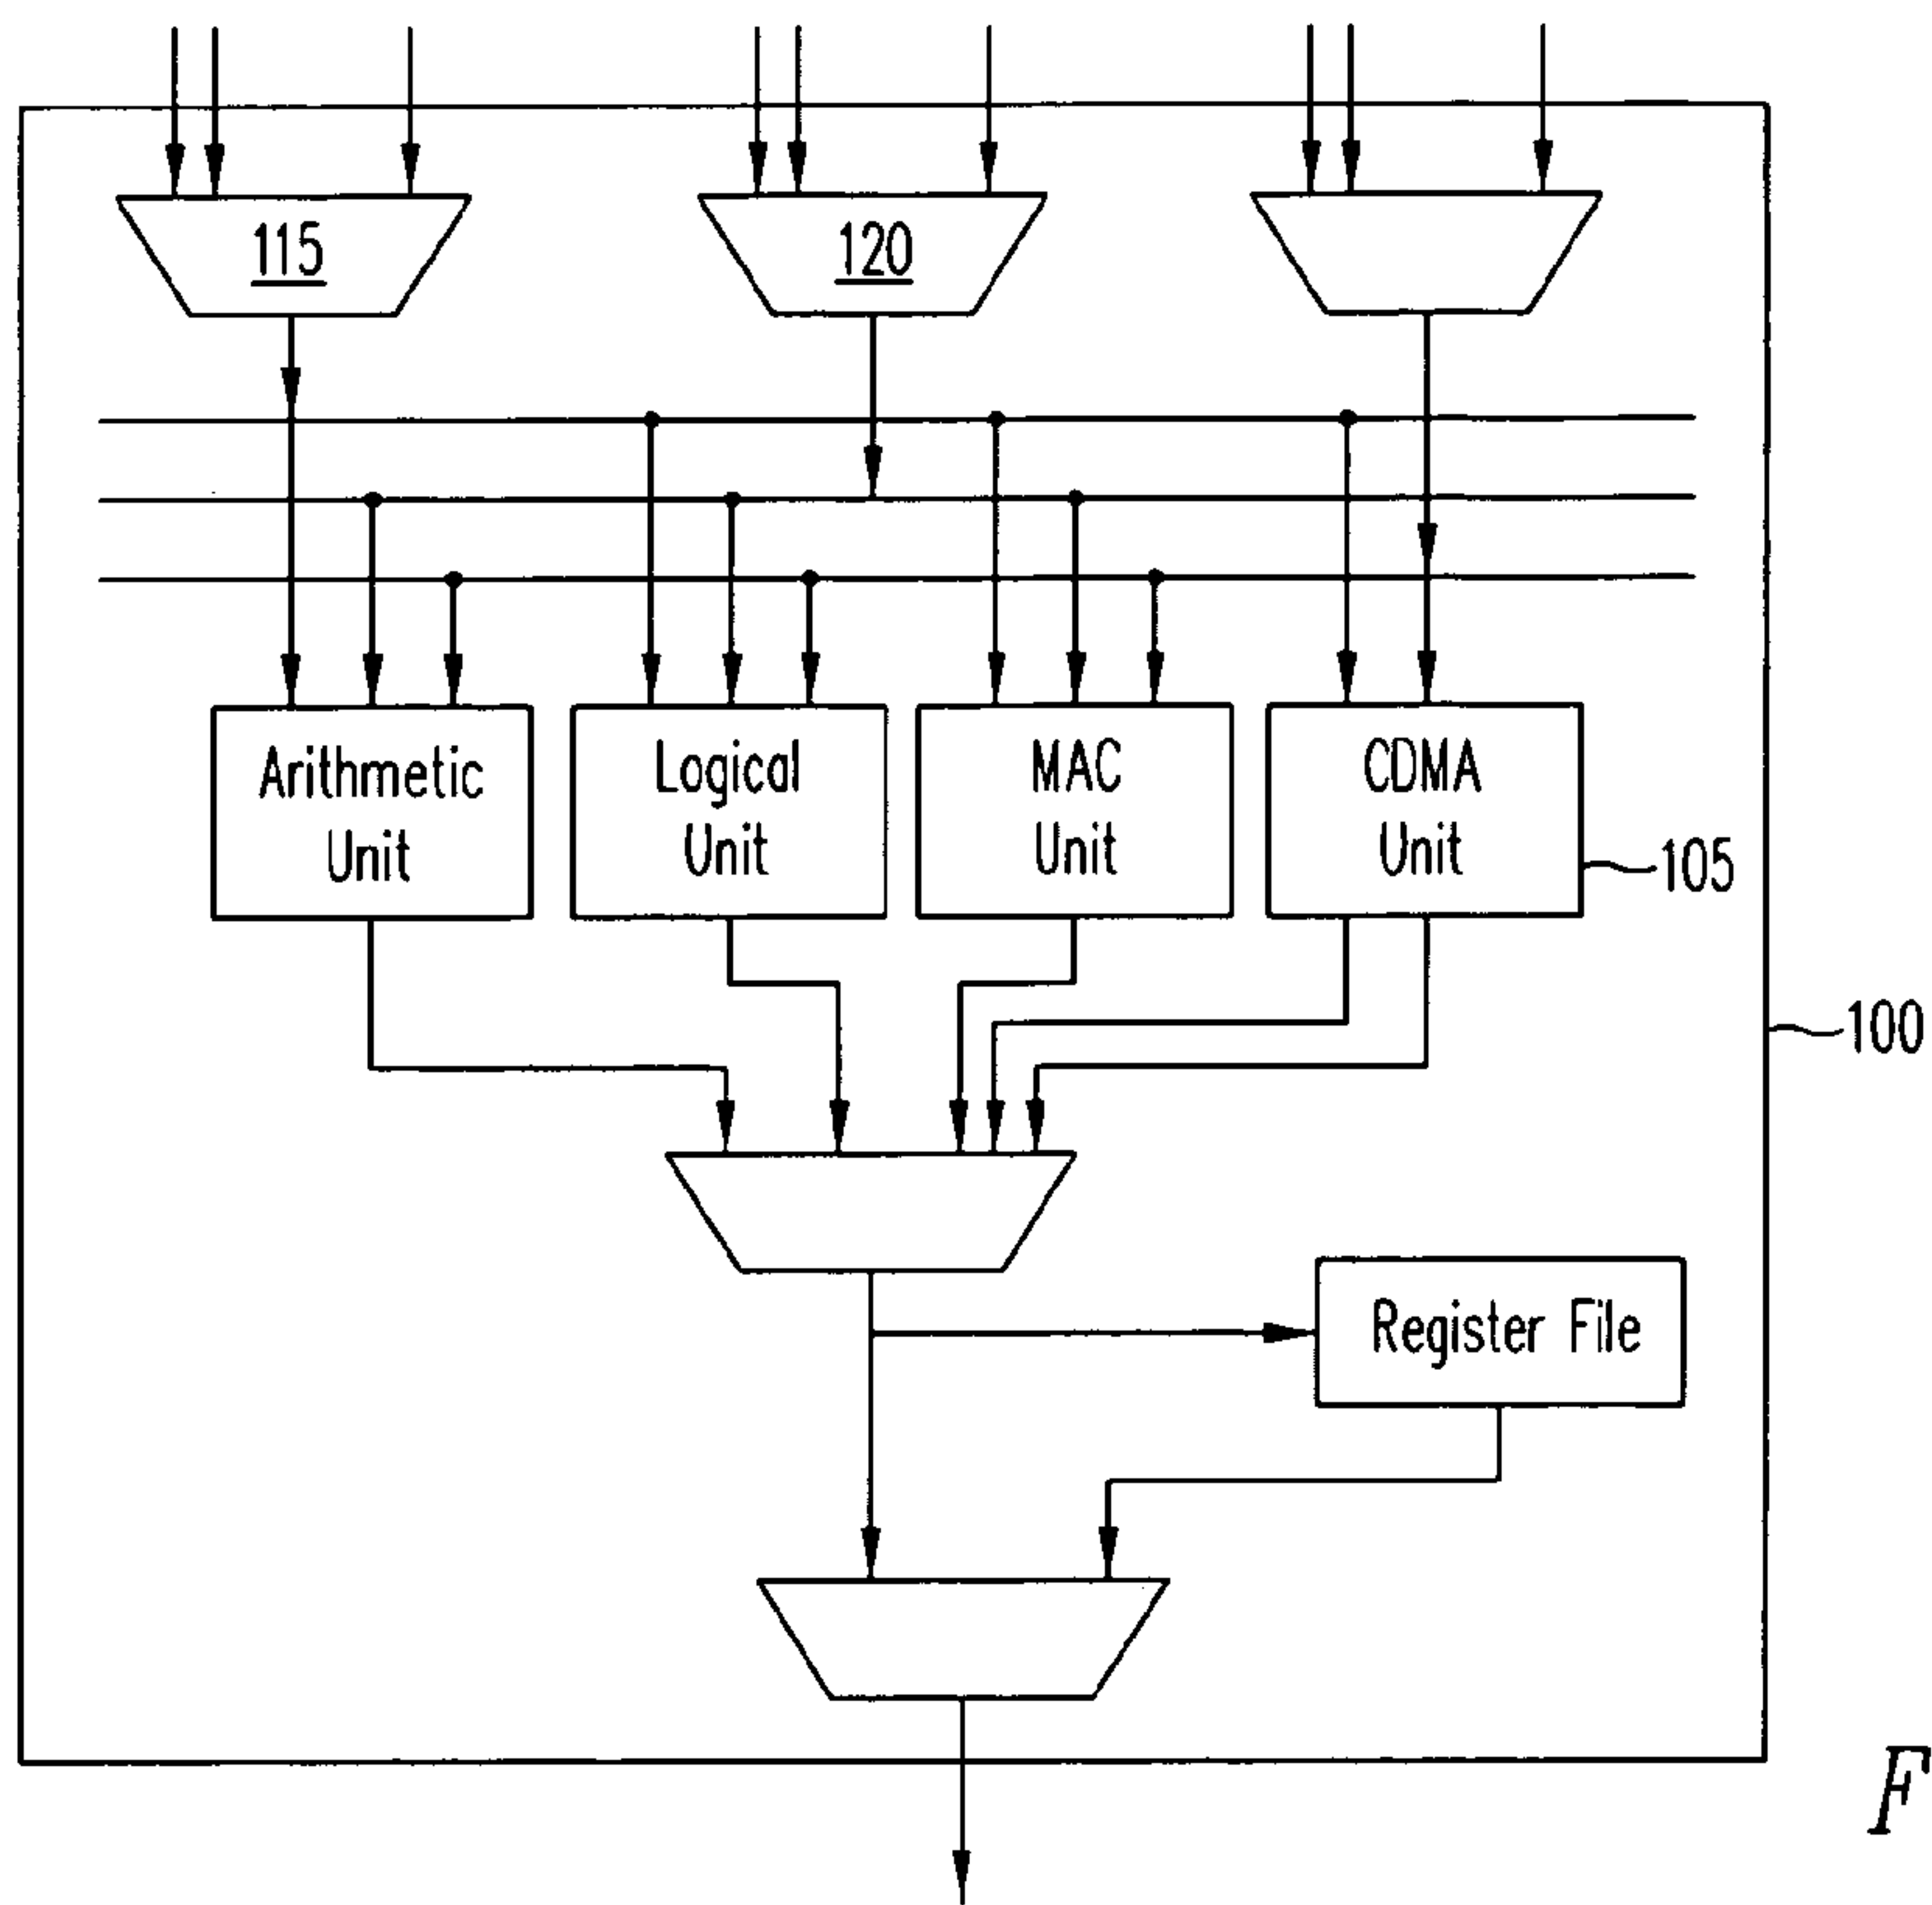 115
120
Arithmetic
Unit
Logical
Unit
MAC
Unit
CDMA
Unit
105
100
Register File
F